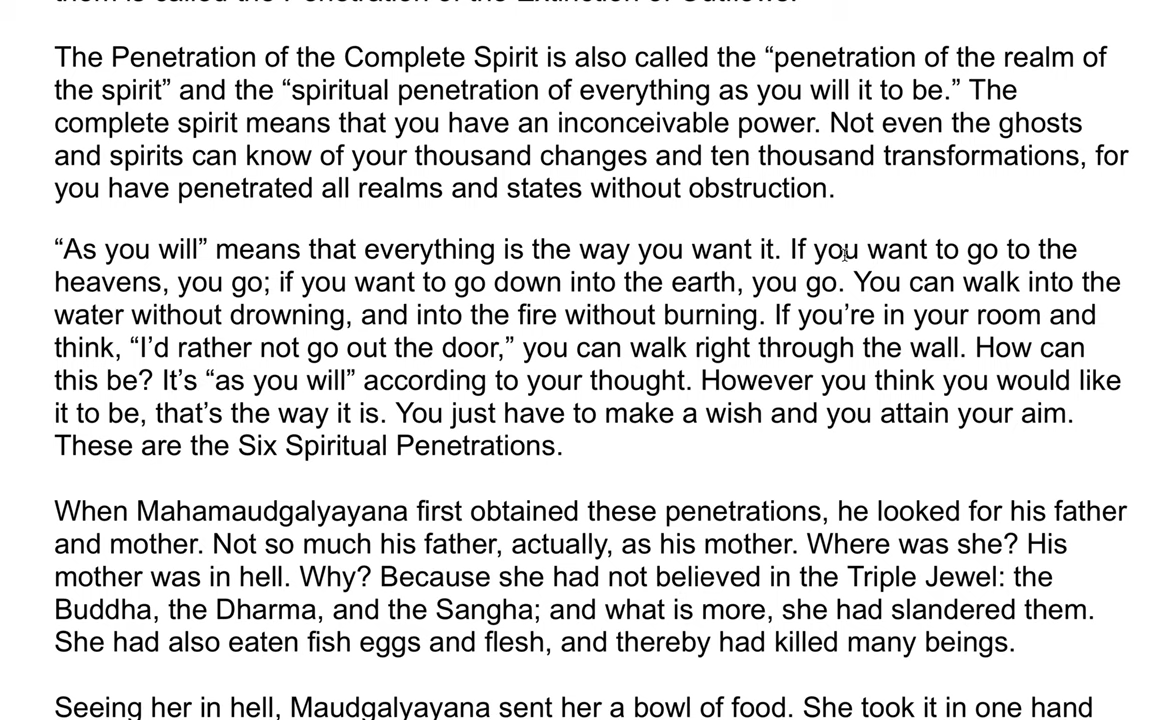 them is called the Penetration of the Extinction of Outflows.
The Penetration of the Complete Spirit is also called the “penetration of the realm of
the spirit” and the “spiritual penetration of everything as you will it to be.” The
complete spirit means that you have an inconceivable power. Not even the ghosts
and spirits can know of your thousand changes and ten thousand transformations, for
you have penetrated all realms and states without obstruction.
“As you will” means that everything is the way you want it. If you want to go to the
heavens, you go; if you want to go down into the earth, you go. You can walk into the
water without drowning, and into the fire without burning. If you’re in your room and
think, “I’d rather not go out the door,” you can walk right through the wall. How can
this be? It’s “as you will” according to your thought. However you think you would like
it to be, that’s the way it is. You just have to make a wish and you attain your aim.
These are the Six Spiritual Penetrations.
When Mahamaudgalyayana first obtained these penetrations, he looked for his father
and mother. Not so much his father, actually, as his mother. Where was she? His
mother was in hell. Why? Because she had not believed in the Triple Jewel: the
Buddha, the Dharma, and the Sangha; and what is more, she had slandered them.
She had also eaten fish eggs and flesh, and thereby had killed many beings.
Seeing her in hell, Maudgalyayana sent her a bowl of food. She took it in one hand